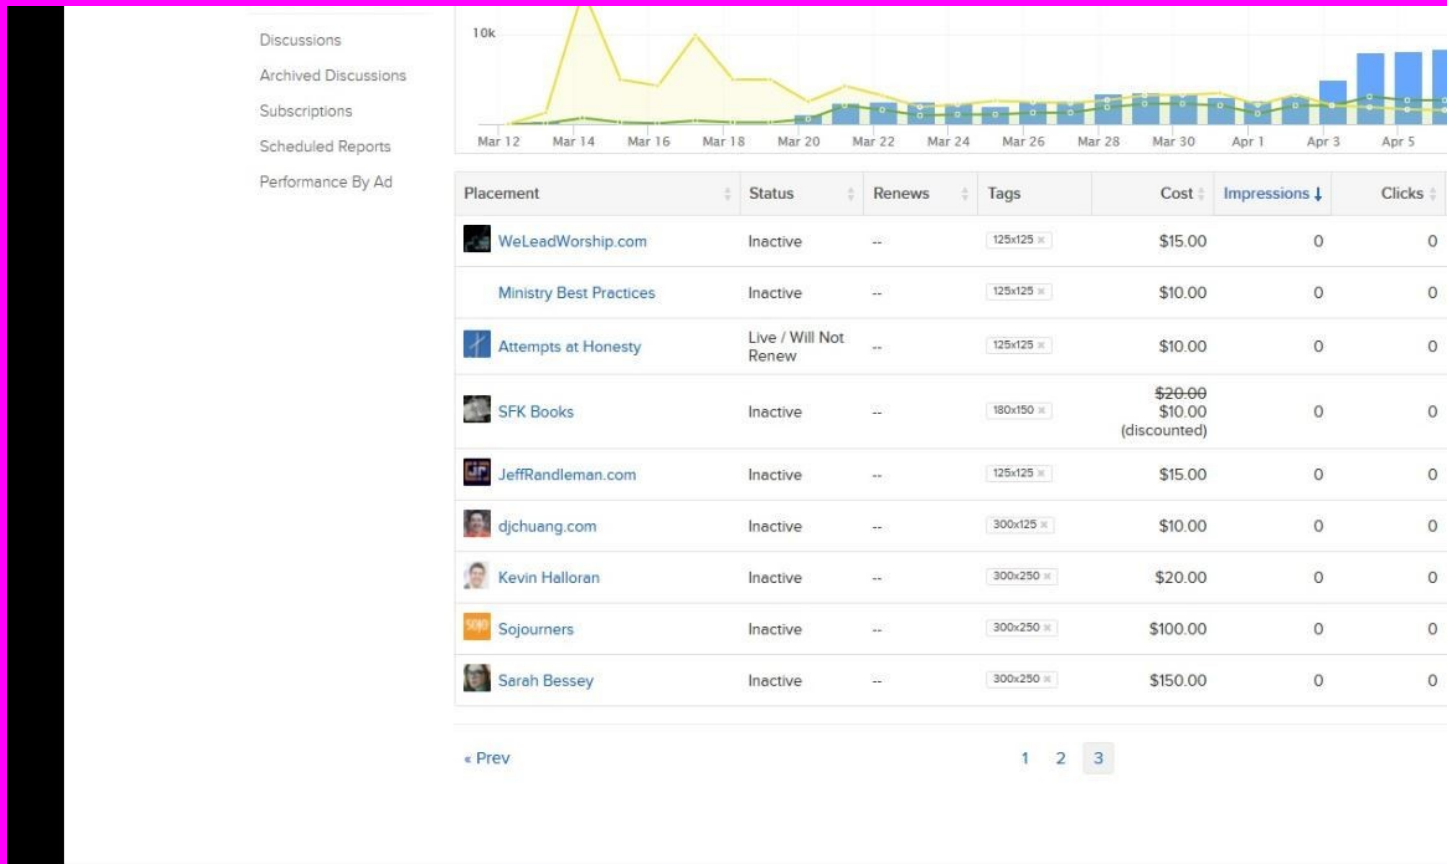 10k
Mar 12 Mar 14 Mar 16 Mar 18 Mar 20 Mar 22 Mar 24 Mar 26 Mar 28 Mar 30 Apr 1 Apr 3 Apr 5
Discussions
Archived Discussions
Subscriptions
Scheduled Reports
Performance By Ad
Placement Status Renews Tags Cost Impressions Clicks
WeLeadWorship.com Inactive -- 125x125 $15.00 0 0
Ministry Best Practices Inactive -- 125x125 $10.00 0 0
Attempts at Honesty Live / Will Not Renew -- 125x125 $10.00 0 0
SFK Books Inactive -- 180x150 $20.00 $10.00 (discounted) 0 0
jr JeffRandleman.com Inactive -- 125x125 $15.00 0 0
djchuang.com Inactive -- 300x125 $10.00 0 0
Kevin Halloran Inactive -- 300x250 $20.00 0 0
SOJO Sojourners Inactive -- 300x250 $100.00 0 0
Sarah Bessey Inactive -- 300x250 $150.00 0 0
« Prev 1 2 3